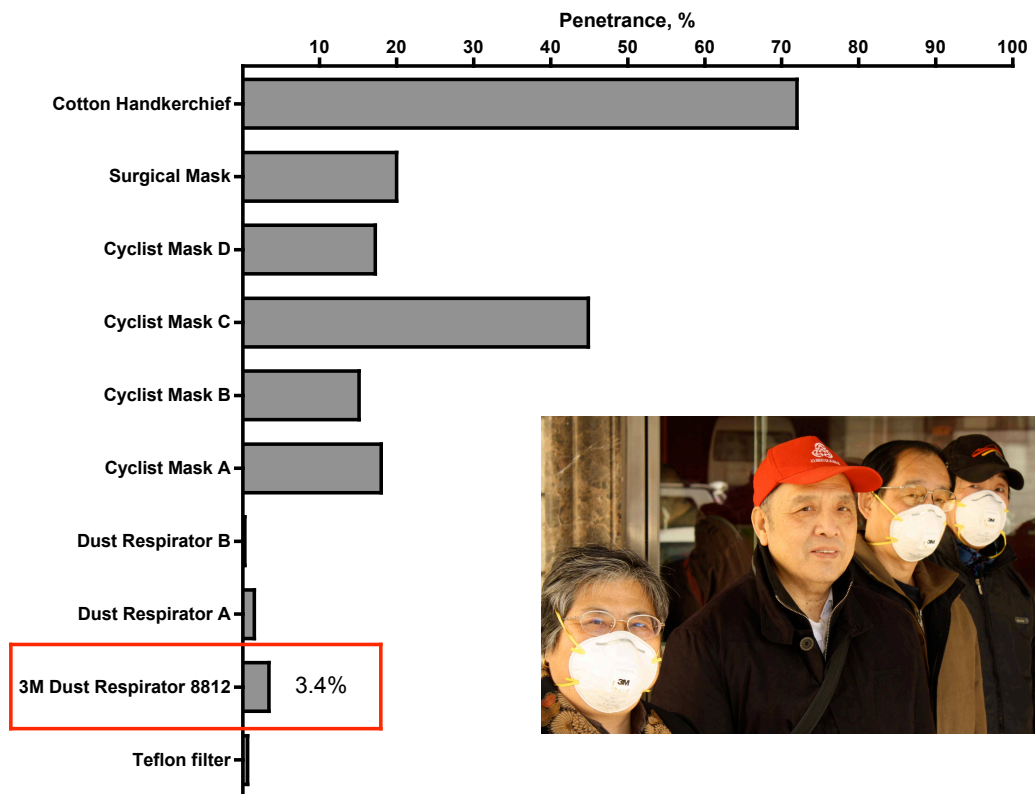 Penetrance, %
10 20 30 40 50 60 70 80 90 100
Cotton Handkerchief
Surgical Mask
Cyclist Mask D
Cyclist Mask C
Cyclist Mask B
Cyclist Mask A
Dust Respirator B
Dust Respirator A
3M Dust Respirator 8812 3.4%
Teflon filter
3M
3M
3M